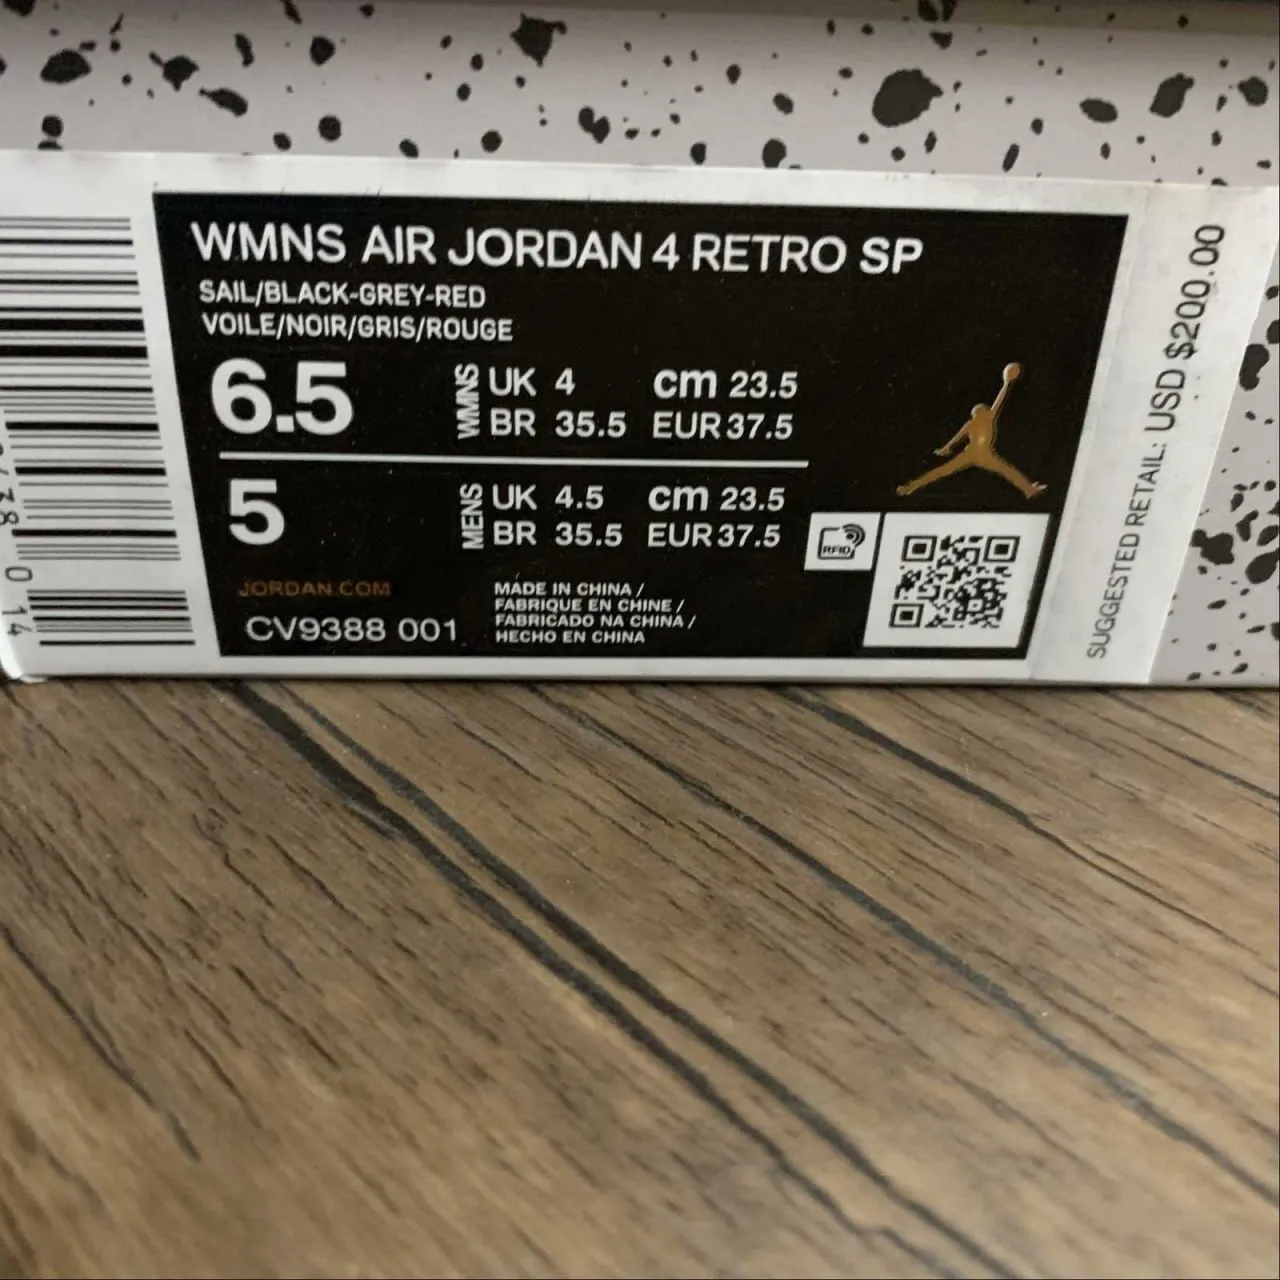 WMNS AIR JORDAN 4 RETRO SP
SAIL/BLACK-GREY-RED
VOILE/NOIR/GRIS/ROUGE
6.5 WMNS UK 4 cm 23.5
BR 35.5 EUR 37.5
5 MENS UK 4.5 cm 23.5
BR 35.5 EUR 37.5
RFID
JORDAN.COM
CV9388 001
MADE IN CHINA /
FABRIQUE EN CHINE /
FABRICADO NA CHINA /
HECHO EN CHINA
SUGGESTED RETAIL: USD $200.00
8 0 14